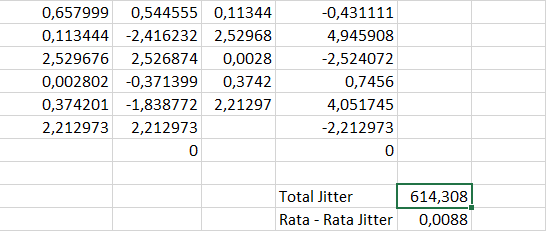 0,657999 0,544555 0,11344 -0,431111
0,113444 -2,416232 2,52968 4,945908
2,529676 2,526874 0,0028 -2,524072
0,002802 -0,371399 0,3742 0,7456
0,374201 -1,838772 2,21297 4,051745
2,212973 2,212973 -2,212973
0 0
Total Jitter 614,308
Rata - Rata Jitter 0,0088